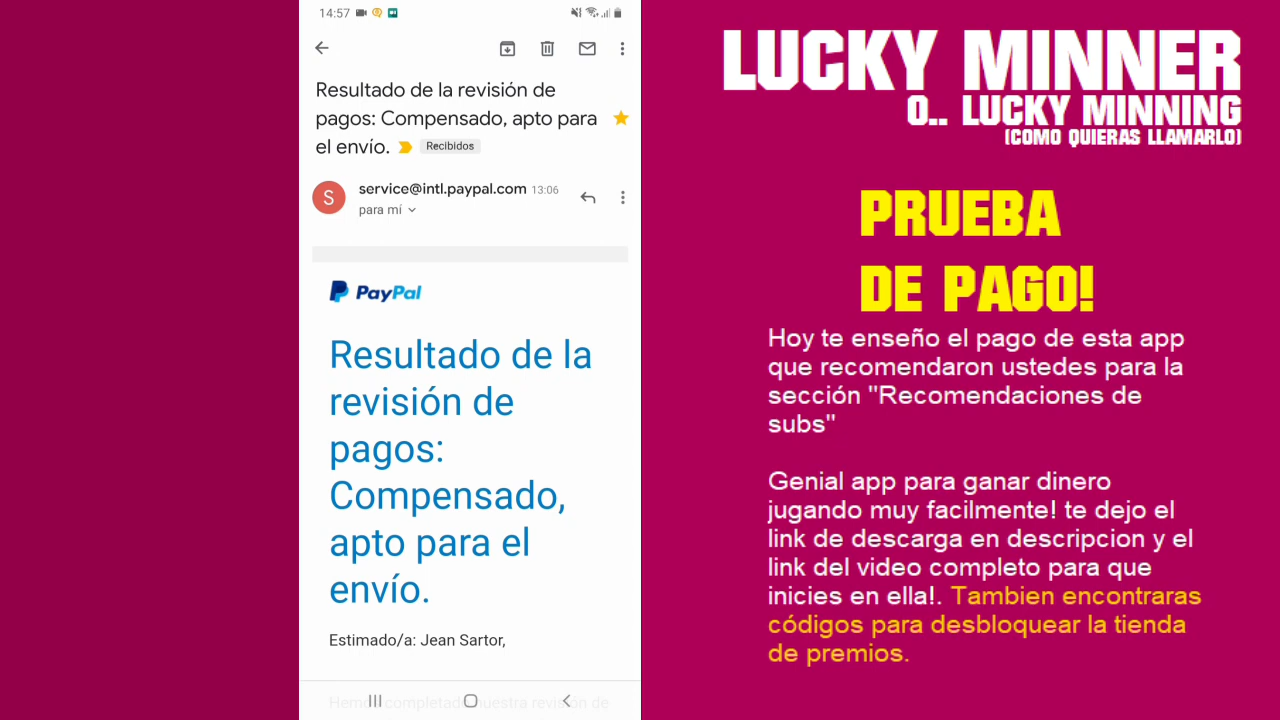 14:57
Resultado de la revisión de
pagos: Compensado, apto para
el envío. Recibidos
S
service@intl.paypal.com 13:06
para mí
PayPal
Resultado de la
revisión de
pagos:
Compensado,
apto para el
envío.
Estimado/a: Jean Sartor,
Hemos completado nuestra revisión de
LUCKY MINNER
O.. LUCKY MINNING
(COMO QUIERAS LLAMARLO)
PRUEBA
DE PAGO!
Hoy te enseño el pago de esta app
que recomendaron ustedes para la
sección "Recomendaciones de
subs"
Genial app para ganar dinero
jugando muy facilmente! te dejo el
link de descarga en descripcion y el
link del video completo para que
inicies en ella!. Tambien encontraras
códigos para desbloquear la tienda
de premios.